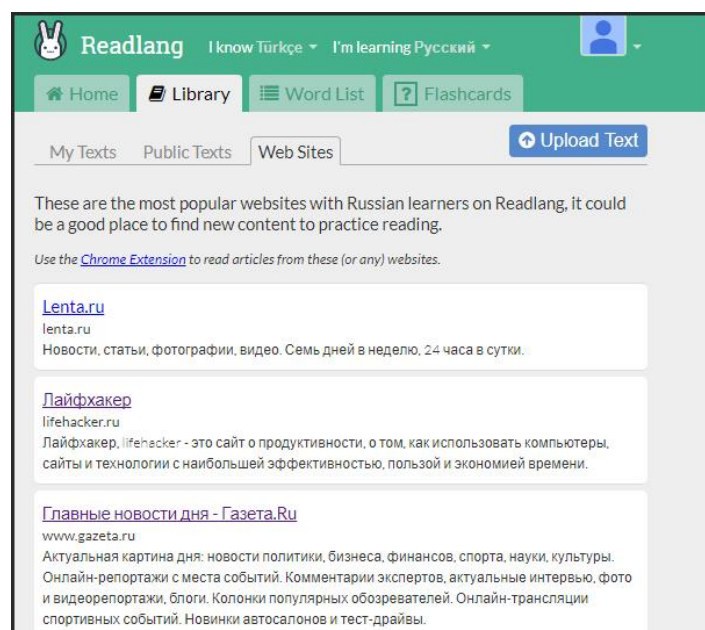 Readlang I know Türkçe I'm learning Русский
Home Library Word List ? Flashcards
My Texts Public Texts Web Sites Upload Text
These are the most popular websites with Russian learners on Readlang, it could
be a good place to find new content to practice reading.
Use the Chrome Extension to read articles from these (or any) websites.
Lenta.ru
lenta.ru
Новости, статьи, фотографии, видео. Семь дней в неделю, 24 часа в сутки.
Лайфхакер
lifehacker.ru
Лайфхакер, lifehacker - это сайт о продуктивности, о том, как использовать компьютеры,
сайты и технологии с наибольшей эффективностью, пользой и экономией времени.
Главные новости дня - Газета.Ru
www.gazeta.ru
Актуальная картина дня: новости политики, бизнеса, финансов, спорта, науки, культуры.
Онлайн-репортажи с места событий. Комментарии экспертов, актуальные интервью, фото
и видеорепортажи, блоги. Колонки популярных обозревателей. Онлайн-трансляции
спортивных событий. Новинки автосалонов и тест-драйвы.